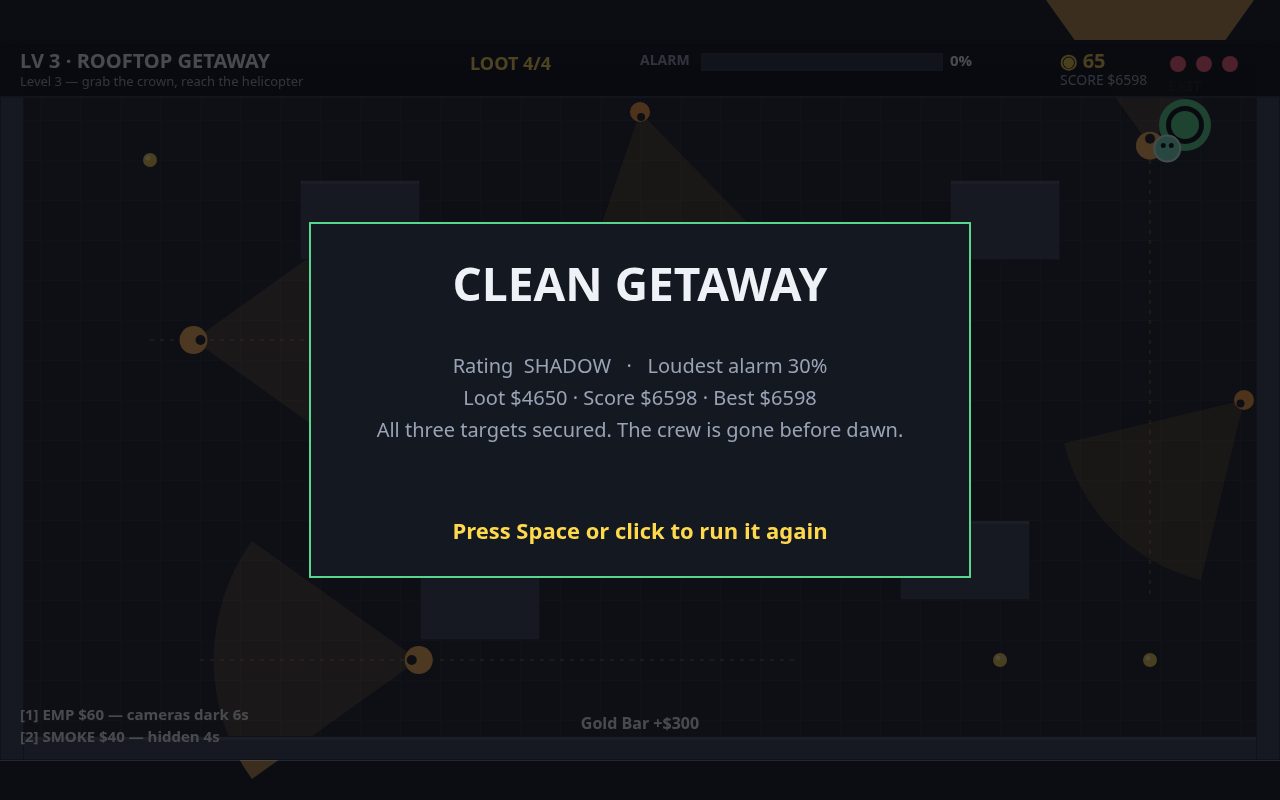 LV 3 · ROOFTOP GETAWAY
Level 3 — grab the crown, reach the helicopter
LOOT 4/4
ALARM 0%
◉ 65
SCORE $6598
EXIT
CLEAN GETAWAY
Rating SHADOW · Loudest alarm 30%
Loot $4650 · Score $6598 · Best $6598
All three targets secured. The crew is gone before dawn.
Press Space or click to run it again
[1] EMP $60 — cameras dark 6s
[2] SMOKE $40 — hidden 4s
Gold Bar +$300